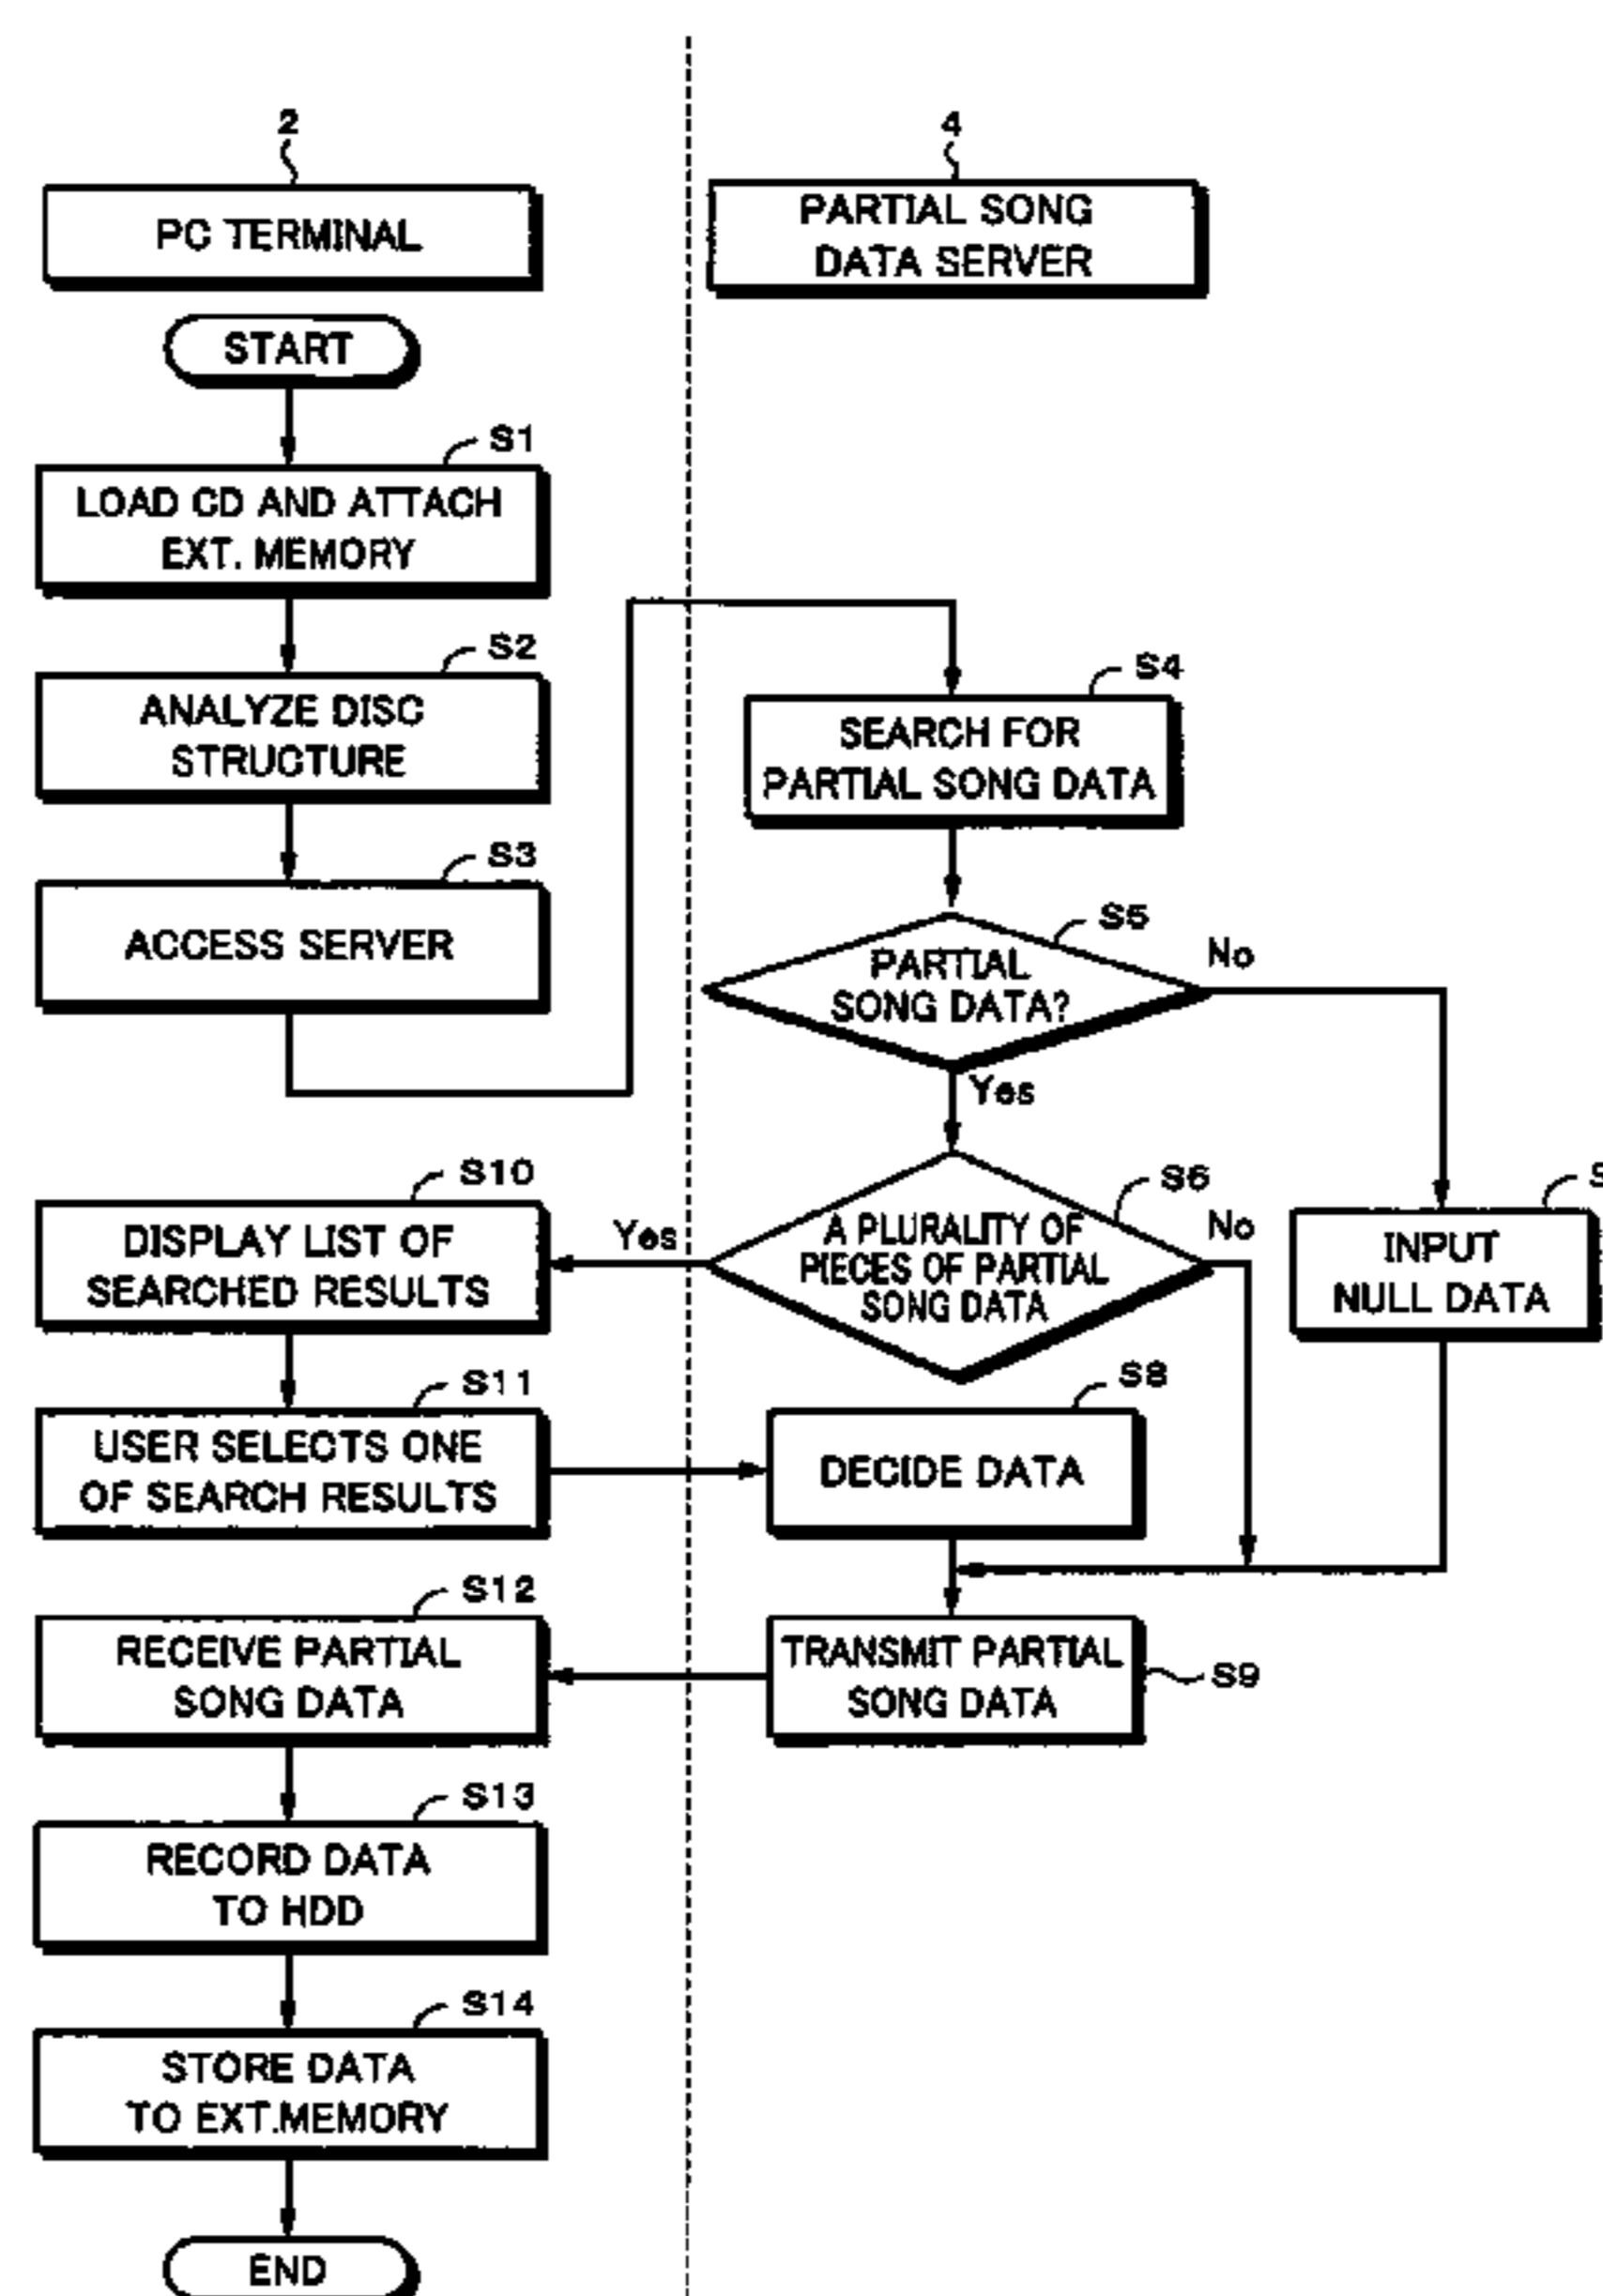 2
PC TERMINAL
4
PARTIAL SONG
DATA SERVER
START
S1
LOAD CD AND ATTACH
EXT. MEMORY
S2
ANALYZE DISC
STRUCTURE
S3
ACCESS SERVER
S4
SEARCH FOR
PARTIAL SONG DATA
S5
PARTIAL
SONG DATA?
No
Yes
S6
A PLURALITY OF
PIECES OF PARTIAL
SONG DATA
Yes
No
S
INPUT
NULL DATA
S10
DISPLAY LIST OF
SEARCHED RESULTS
S11
USER SELECTS ONE
OF SEARCH RESULTS
S8
DECIDE DATA
S9
TRANSMIT PARTIAL
SONG DATA
S12
RECEIVE PARTIAL
SONG DATA
S13
RECORD DATA
TO HDD
S14
STORE DATA
TO EXT.MEMORY
END